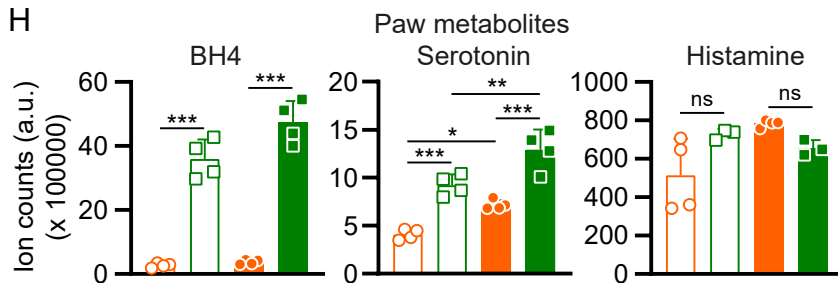 H
Paw metabolites
BH4
Serotonin
Histamine
Ion counts (a.u.)
(x 100000)
60
40
20
0
***
***
20
15
10
5
0
**
***
*
***
1000
800
600
400
200
0
ns
ns